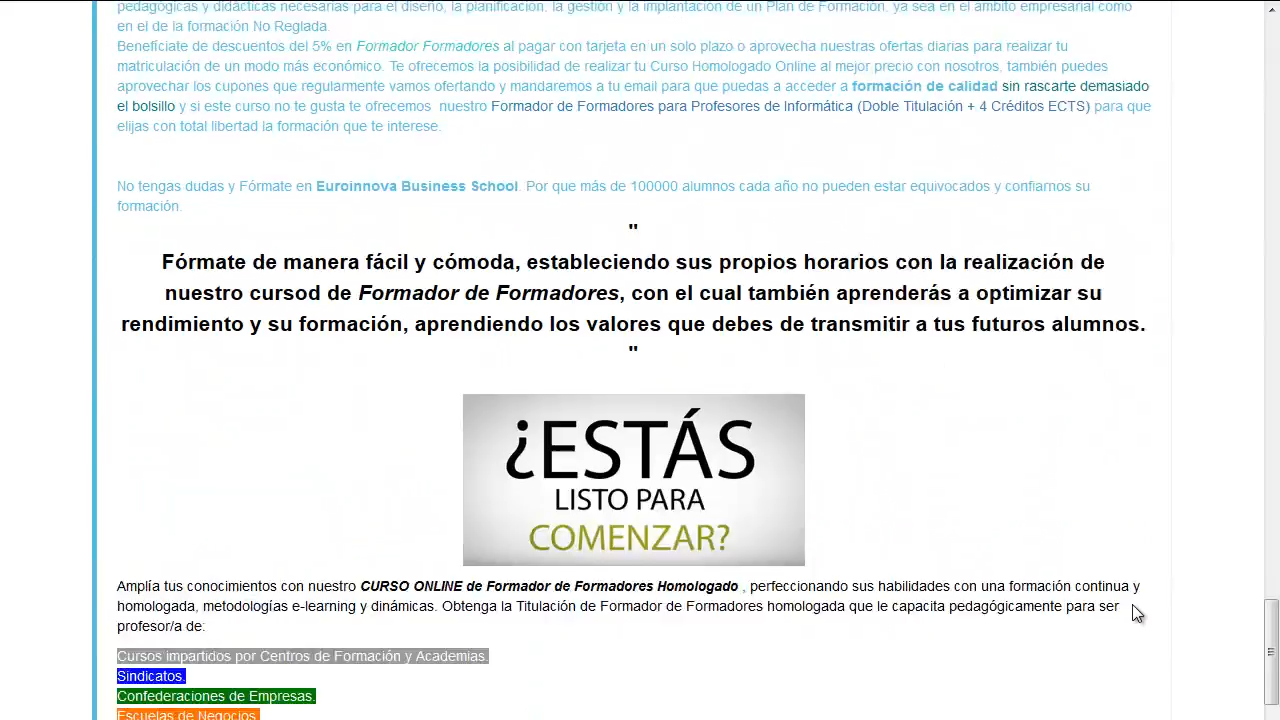 pedagógicas y didácticas necesarias para el diseño, la planificación, la gestión y la implantación de un Plan de Formación, ya sea en el ámbito empresarial como
en el de la formación No Reglada.
Benefíciate de descuentos del 5% en Formador Formadores al pagar con tarjeta en un solo plazo o aprovecha nuestras ofertas diarias para realizar tu
matriculación de un modo más económico. Te ofrecemos la posibilidad de realizar tu Curso Homologado Online al mejor precio con nosotros, también puedes
aprovechar los cupones que regularmente vamos ofertando y mandaremos a tu email para que puedas a acceder a formación de calidad sin rascarte demasiado
el bolsillo y si este curso no te gusta te ofrecemos nuestro Formador de Formadores para Profesores de Informática (Doble Titulación + 4 Créditos ECTS) para que
elijas con total libertad la formación que te interese.
No tengas dudas y Fórmate en Euroinnova Business School. Por que más de 100000 alumnos cada año no pueden estar equivocados y confiarnos su
formación.
"
Fórmate de manera fácil y cómoda, estableciendo sus propios horarios con la realización de
nuestro cursod de Formador de Formadores, con el cual también aprenderás a optimizar su
rendimiento y su formación, aprendiendo los valores que debes de transmitir a tus futuros alumnos.
"
¿ESTÁS
LISTO PARA
COMENZAR?
Amplía tus conocimientos con nuestro CURSO ONLINE de Formador de Formadores Homologado , perfeccionando sus habilidades con una formación continua y
homologada, metodologías e-learning y dinámicas. Obtenga la Titulación de Formador de Formadores homologada que le capacita pedagógicamente para ser
profesor/a de:
Cursos impartidos por Centros de Formación y Academias.
Sindicatos.
Confederaciones de Empresas.
Escuelas de Negocios.